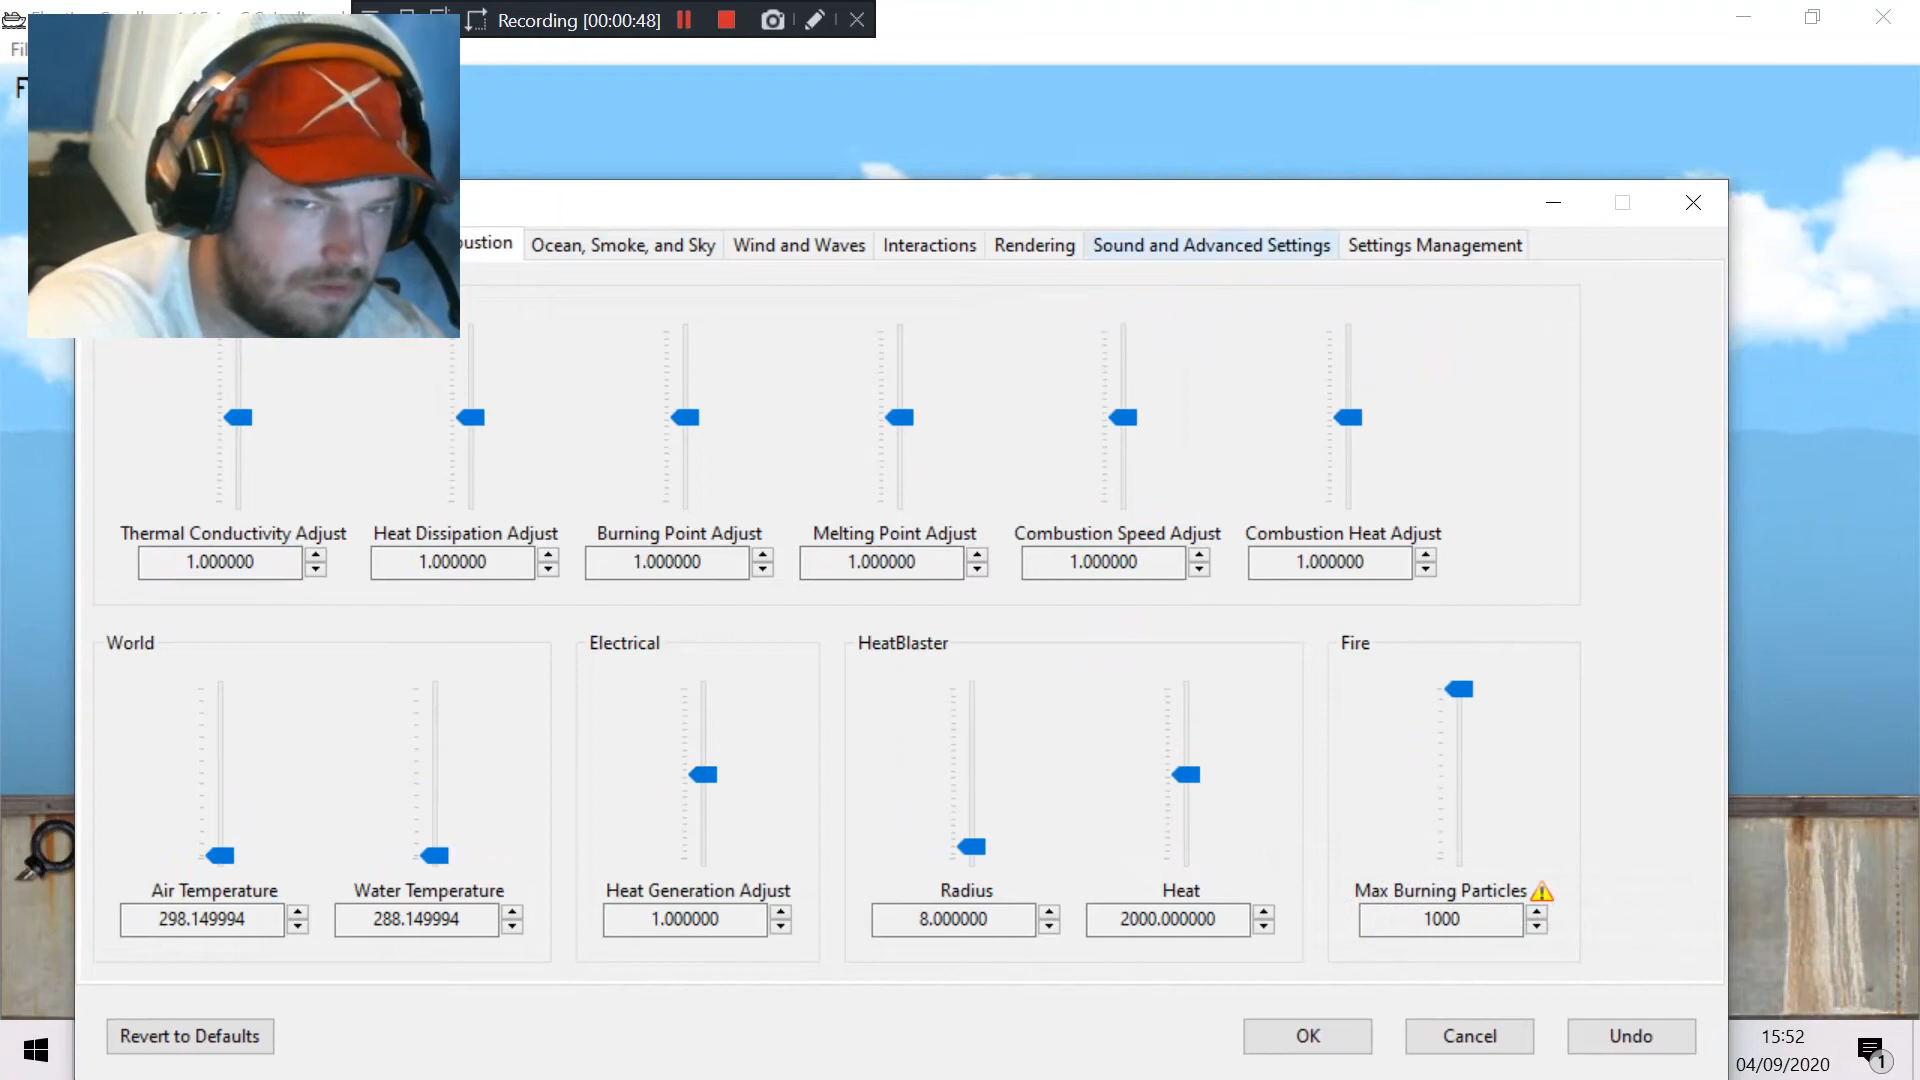 Recording [00:00:48]
Fil
F
bustion
Ocean, Smoke, and Sky
Wind and Waves
Interactions
Rendering
Sound and Advanced Settings
Settings Management
Thermal Conductivity Adjust
Heat Dissipation Adjust
Burning Point Adjust
Melting Point Adjust
Combustion Speed Adjust
Combustion Heat Adjust
1.000000
1.000000
1.000000
1.000000
1.000000
1.000000
World
Electrical
HeatBlaster
Fire
Air Temperature
Water Temperature
Heat Generation Adjust
Radius
Heat
Max Burning Particles
298.149994
288.149994
1.000000
8.000000
2000.000000
1000
Revert to Defaults
OK
Cancel
Undo
15:52
04/09/2020
1